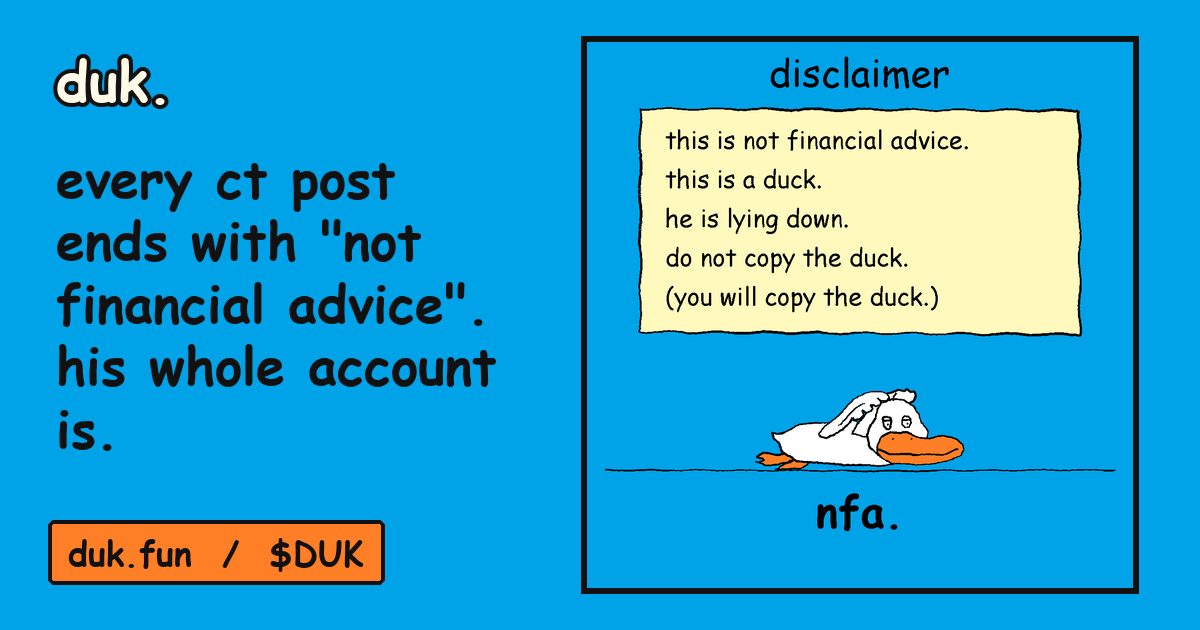 duk.
every ct post
ends with "not
financial advice".
his whole account
is.
duk.fun / $DUK
disclaimer
this is not financial advice.
this is a duck.
he is lying down.
do not copy the duck.
(you will copy the duck.)
nfa.